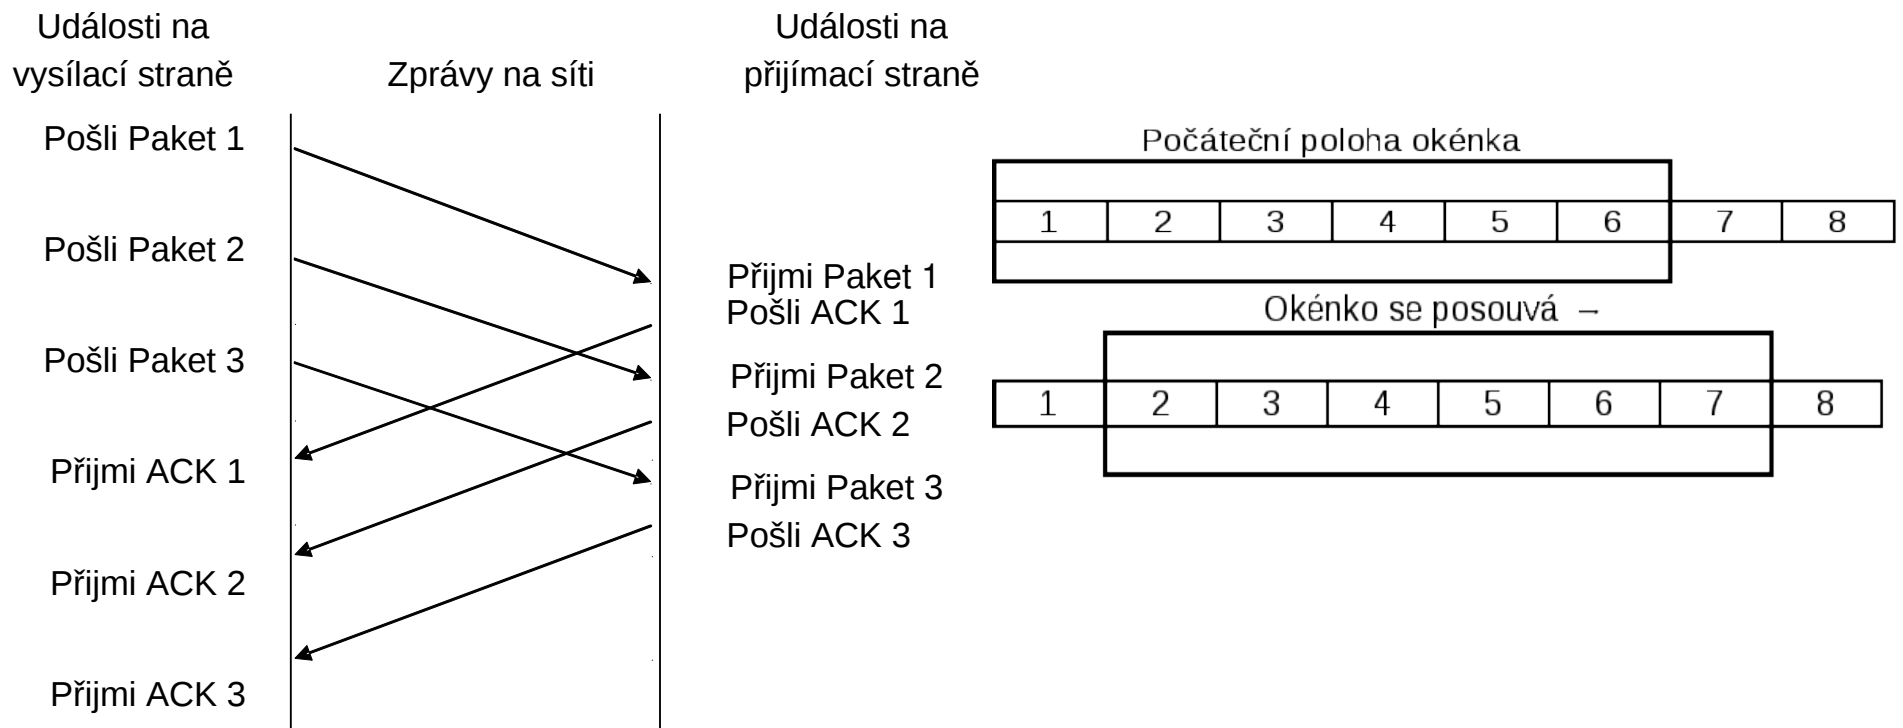 Události na
vysílací straně
Zprávy na síti
Události na
přijímací straně
Pošli Paket 1
Pošli Paket 2
Pošli Paket 3
Přijmi ACK 1
Přijmi ACK 2
Přijmi ACK 3
Přijmi Paket 1
Pošli ACK 1
Přijmi Paket 2
Pošli ACK 2
Přijmi Paket 3
Pošli ACK 3
Počáteční poloha okénka
1 2 3 4 5 6 7 8
Okénko se posouvá →
1 2 3 4 5 6 7 8